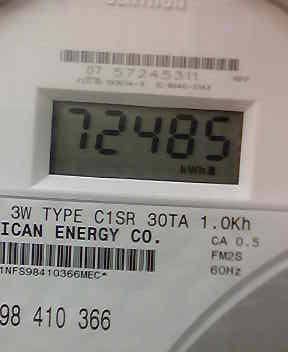 07 57245311
72485
kWh
3W TYPE C1SR 30TA 1.0Kh
ICAN ENERGY CO.
CA 0.5
1NFS98410366MEC*
FM2S
60Hz
98 410 366